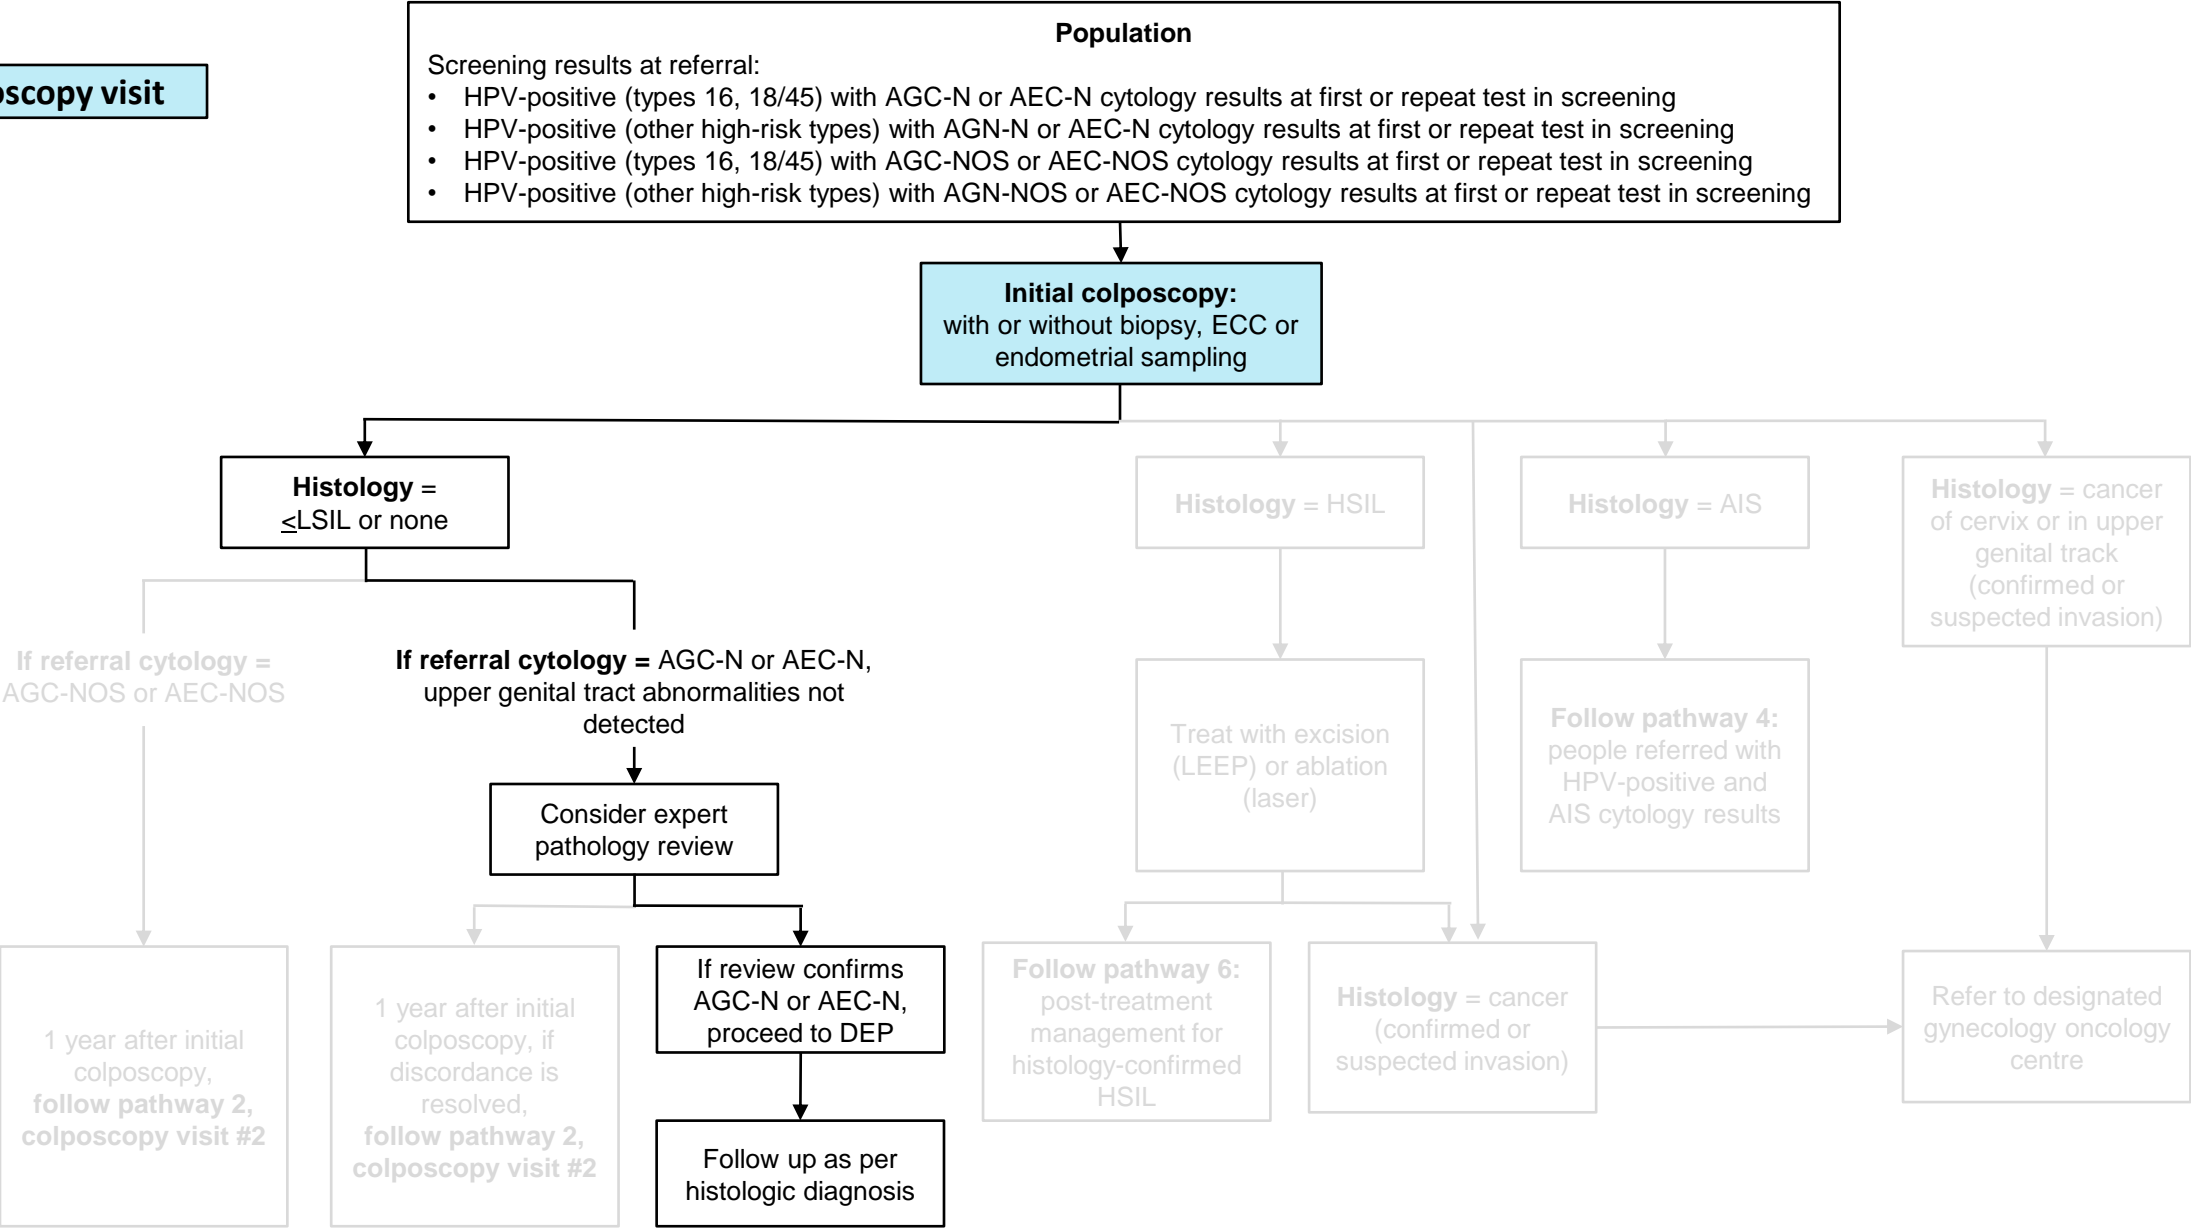 oscopy visit
Population
Screening results at referral:
• HPV-positive (types 16, 18/45) with AGC-N or AEC-N cytology results at first or repeat test in screening
• HPV-positive (other high-risk types) with AGN-N or AEC-N cytology results at first or repeat test in screening
• HPV-positive (types 16, 18/45) with AGC-NOS or AEC-NOS cytology results at first or repeat test in screening
• HPV-positive (other high-risk types) with AGN-NOS or AEC-NOS cytology results at first or repeat test in screening
Initial colposcopy:
with or without biopsy, ECC or
endometrial sampling
Histology =
≤LSIL or none
Histology = HSIL
Histology = AIS
Histology = cancer
of cervix or in upper
genital track
(confirmed or
suspected invasion)
If referral cytology =
AGC-NOS or AEC-NOS
If referral cytology = AGC-N or AEC-N,
upper genital tract abnormalities not
detected
Treat with excision
(LEEP) or ablation
(laser)
Follow pathway 4:
people referred with
HPV-positive and
AIS cytology results
Consider expert
pathology review
1 year after initial
colposcopy,
follow pathway 2,
colposcopy visit #2
1 year after initial
colposcopy, if
discordance is
resolved,
follow pathway 2,
colposcopy visit #2
If review confirms
AGC-N or AEC-N,
proceed to DEP
Follow up as per
histologic diagnosis
Follow pathway 6:
post-treatment
management for
histology-confirmed
HSIL
Histology = cancer
(confirmed or
suspected invasion)
Refer to designated
gynecology oncology
centre